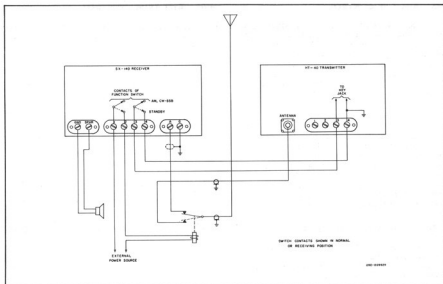 SX-140 RECEIVER
HT-40 TRANSMITTER
CONTACTS OF
FUNCTION SWITCH
AM, CW-SSB
STANDBY
TO
KEY
JACK
ANTENNA
GND
EXTERNAL
POWER SOURCE
SWITCH CONTACTS SHOWN IN NORMAL
OR RECEIVING POSITION